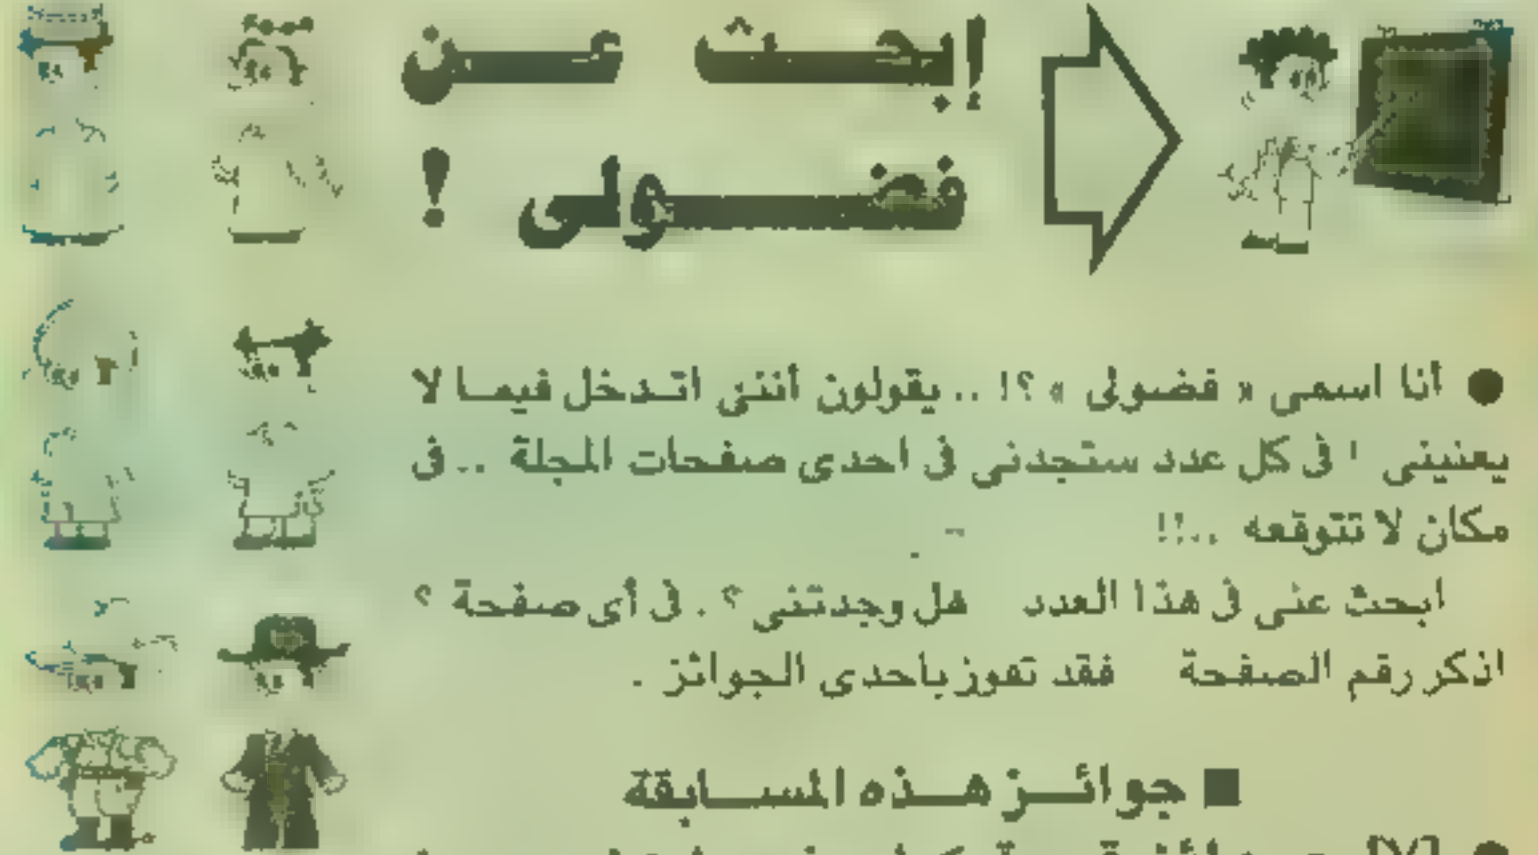 إبحث عن
فضولى !
● أنا اسمى « فضولى » ؟! .. يقولون أننى اتدخل فيما لا
يعنينى ! فى كل عدد ستجدنى فى احدى صفحات المجلة .. فى
مكان لا تتوقعه ..!!
ابحث عنى فى هذا العدد هل وجدتنى ؟ . فى أى صفحة ؟
اذكر رقم الصفحة فقد تفوز باحدى الجوائز .
■ جوائز هذه المسابقة